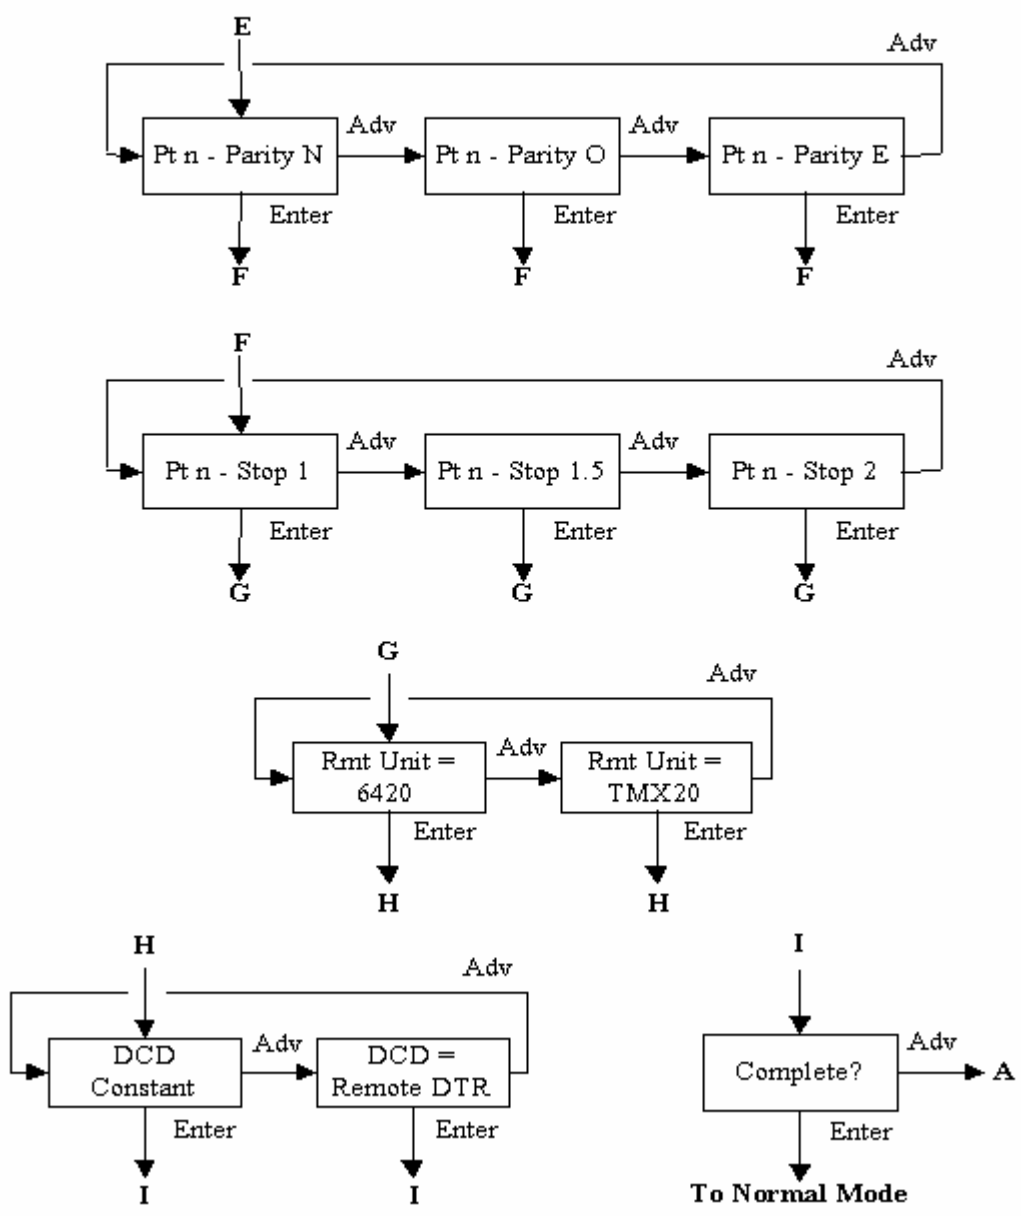 E
Adv
Pt n - Parity N
Adv
Pt n - Parity O
Adv
Pt n - Parity E
Enter
Enter
Enter
F
F
F
F
Adv
Pt n - Stop 1
Adv
Pt n - Stop 1.5
Adv
Pt n - Stop 2
Enter
Enter
Enter
G
G
G
G
Adv
Rmt Unit =
6420
Adv
Rmt Unit =
TMX20
Enter
Enter
H
H
H
Adv
DCD
Constant
Adv
DCD =
Remote DTR
Enter
Enter
I
I
I
Complete?
Adv
A
Enter
To Normal Mode